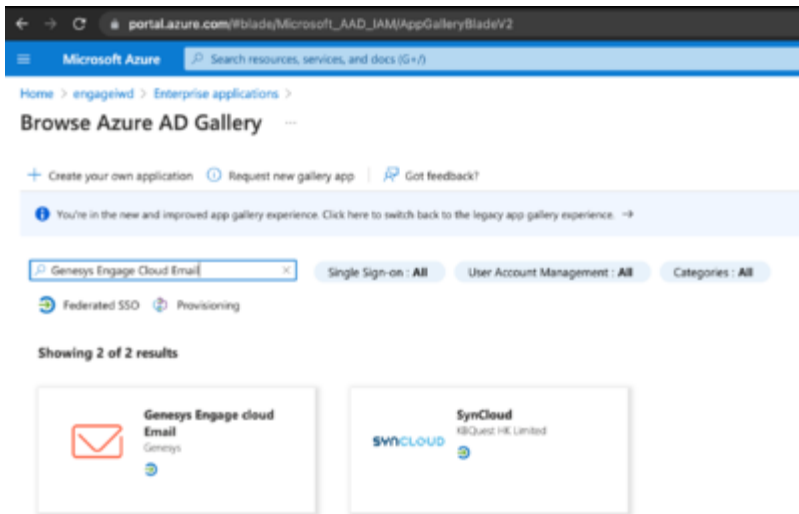 portal.azure.com/#blade/Microsoft_AAD_IAM/AppGalleryBladeV2
Microsoft Azure
Search resources, services, and docs (G+/)
Home > engageiwd > Enterprise applications >
Browse Azure AD Gallery ...
+ Create your own application Request new gallery app Got feedback?
You're in the new and improved app gallery experience. Click here to switch back to the legacy app gallery experience. →
Genesys Engage Cloud Email ×
Single Sign-on : All User Account Management : All Categories : All
Federated SSO Provisioning
Showing 2 of 2 results
Genesys Engage cloud
Email
Genesys
SYNCLOUD
SynCloud
KBQuest HK Limited